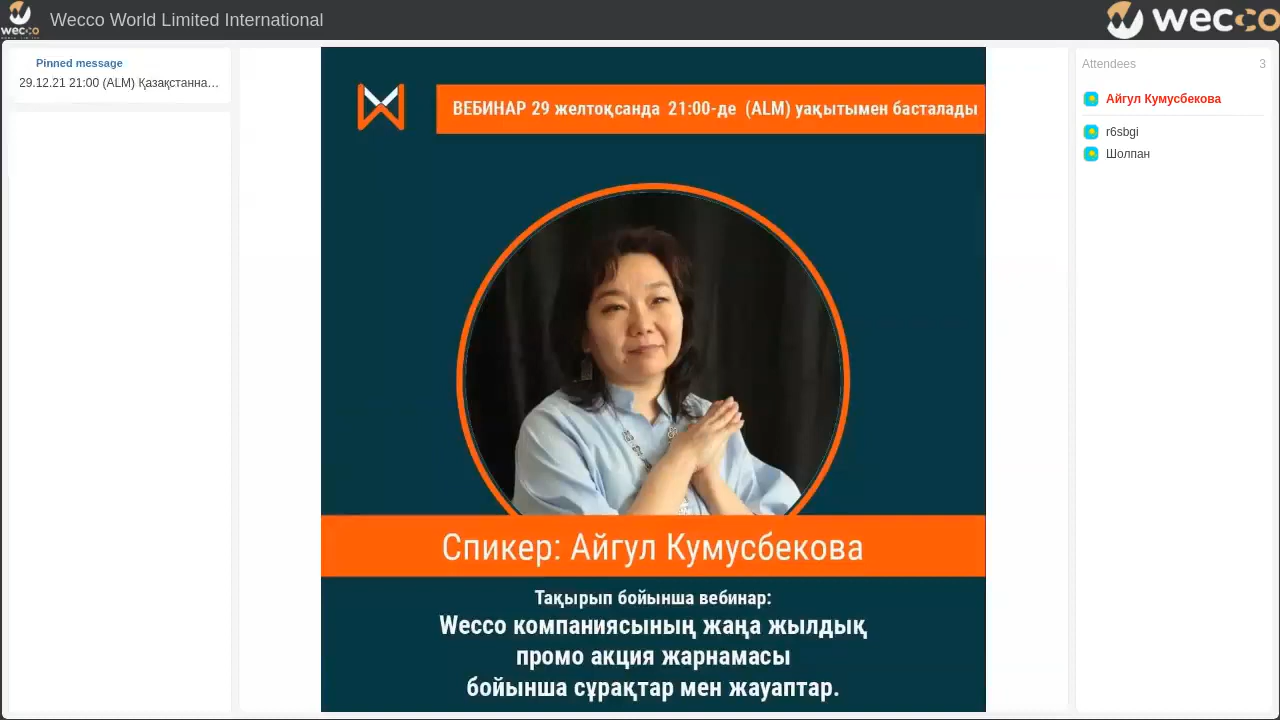 wecco
Wecco World Limited International
wecco
Pinned message
29.12.21 21:00 (ALM) Қазақстанна…
ВЕБИНАР 29 желтоқсанда 21:00-де (ALM) уақытымен басталады
Спикер: Айгул Кумусбекова
Тақырып бойынша вебинар:
Wecco компаниясының жаңа жылдық
промо акция жарнамасы
бойынша сұрақтар мен жауаптар.
Attendees 3
Айгул Кумусбекова
r6sbgi
Шолпан